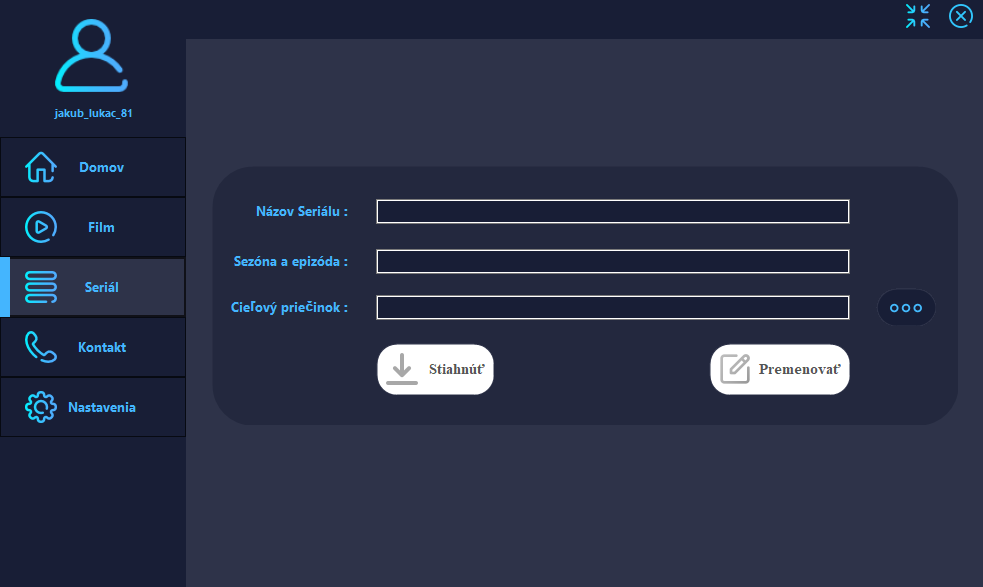 jakub_lukac_81
Domov
Film
Seriál
Kontakt
Nastavenia
Názov Seriálu :
Sezóna a epizóda :
Cieľový priečinok :
Stiahnúť
Premenovať